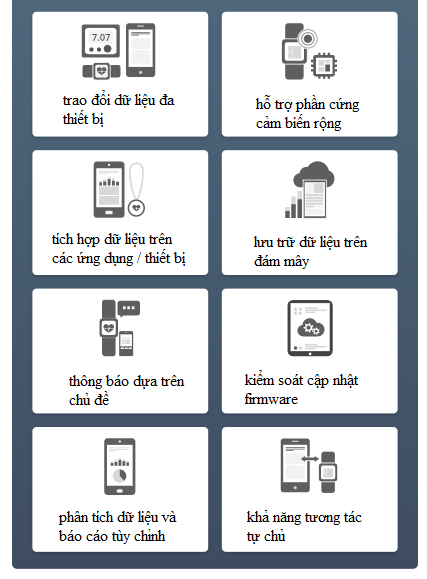 7.07
trao đổi dữ liệu đa
thiết bị
hỗ trợ phần cứng
cảm biến rộng
tích hợp dữ liệu trên
các ứng dụng / thiết bị
lưu trữ dữ liệu trên
đám mây
thông báo dựa trên
chủ đề
kiểm soát cập nhật
firmware
phân tích dữ liệu và
báo cáo tùy chỉnh
khả năng tương tác
tự chủ